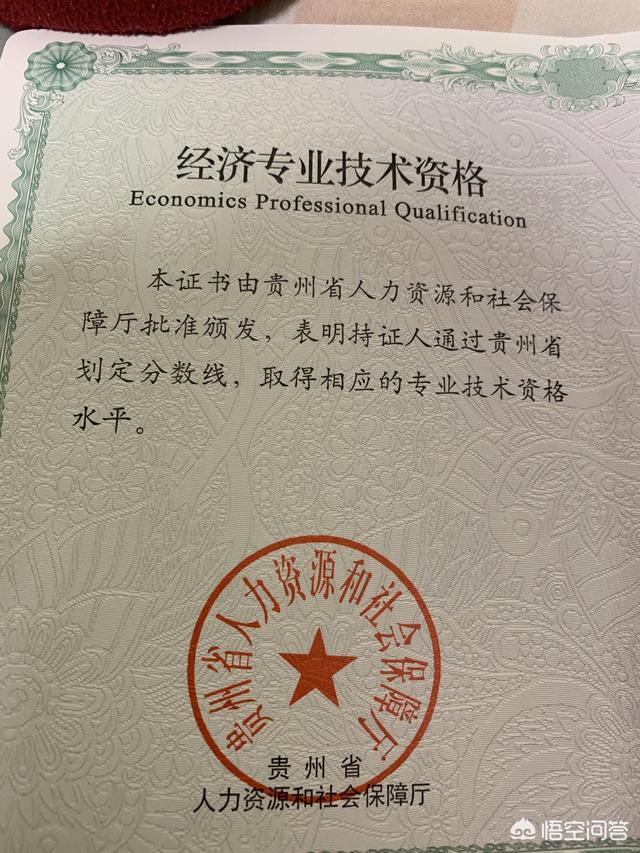 经济专业技术资格
Economics Professional Qualification
本证书由贵州省人力资源和社会保
障厅批准颁发，表明持证人通过贵州省
划定分数线，取得相应的专业技术资格
水平。
贵州省人力资源和社会保障厅
贵州省
人力资源和社会保障厅
悟空问答